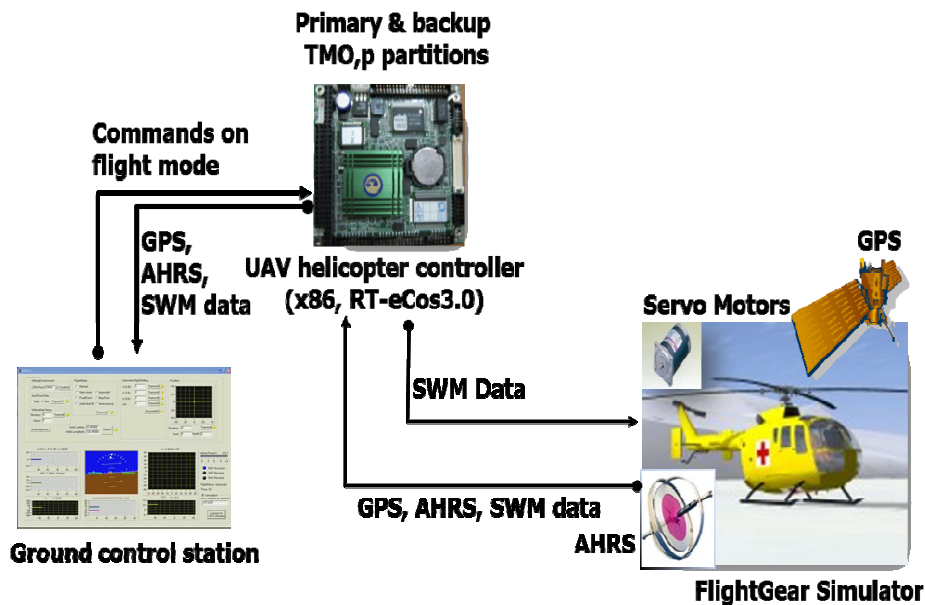 Primary & backup
TMO,p partitions
Commands on
flight mode
GPS,
AHRS,
SWM data
UAV helicopter controller
(x86, RT-eCos3.0)
GPS
Servo Motors
SWM Data
GPS, AHRS, SWM data
AHRS
Ground control station
FlightGear Simulator